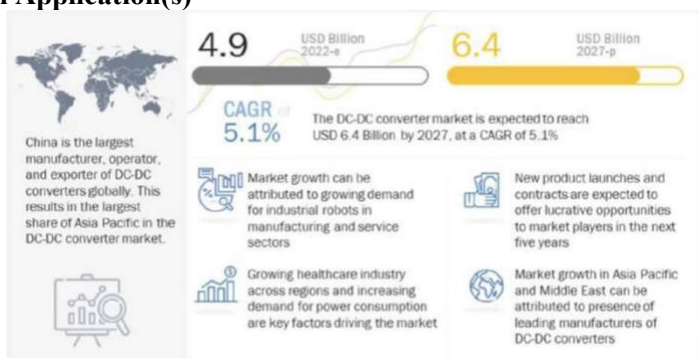 Application(s)
4.9
USD Billion
2022-e
6.4
USD Billion
2027-p
CAGR of
5.1%
The DC-DC converter market is expected to reach
USD 6.4 Billion by 2027, at a CAGR of 5.1%
China is the largest
manufacturer, operator,
and exporter of DC-DC
converters globally. This
results in the largest
share of Asia Pacific in the
DC-DC converter market.
Market growth can be
attributed to growing demand
for industrial robots in
manufacturing and service
sectors
New product launches and
contracts are expected to
offer lucrative opportunities
to market players in the next
five years
Growing healthcare industry
across regions and increasing
demand for power consumption
are key factors driving the market
Market growth in Asia Pacific
and Middle East can be
attributed to presence of
leading manufacturers of
DC-DC converters